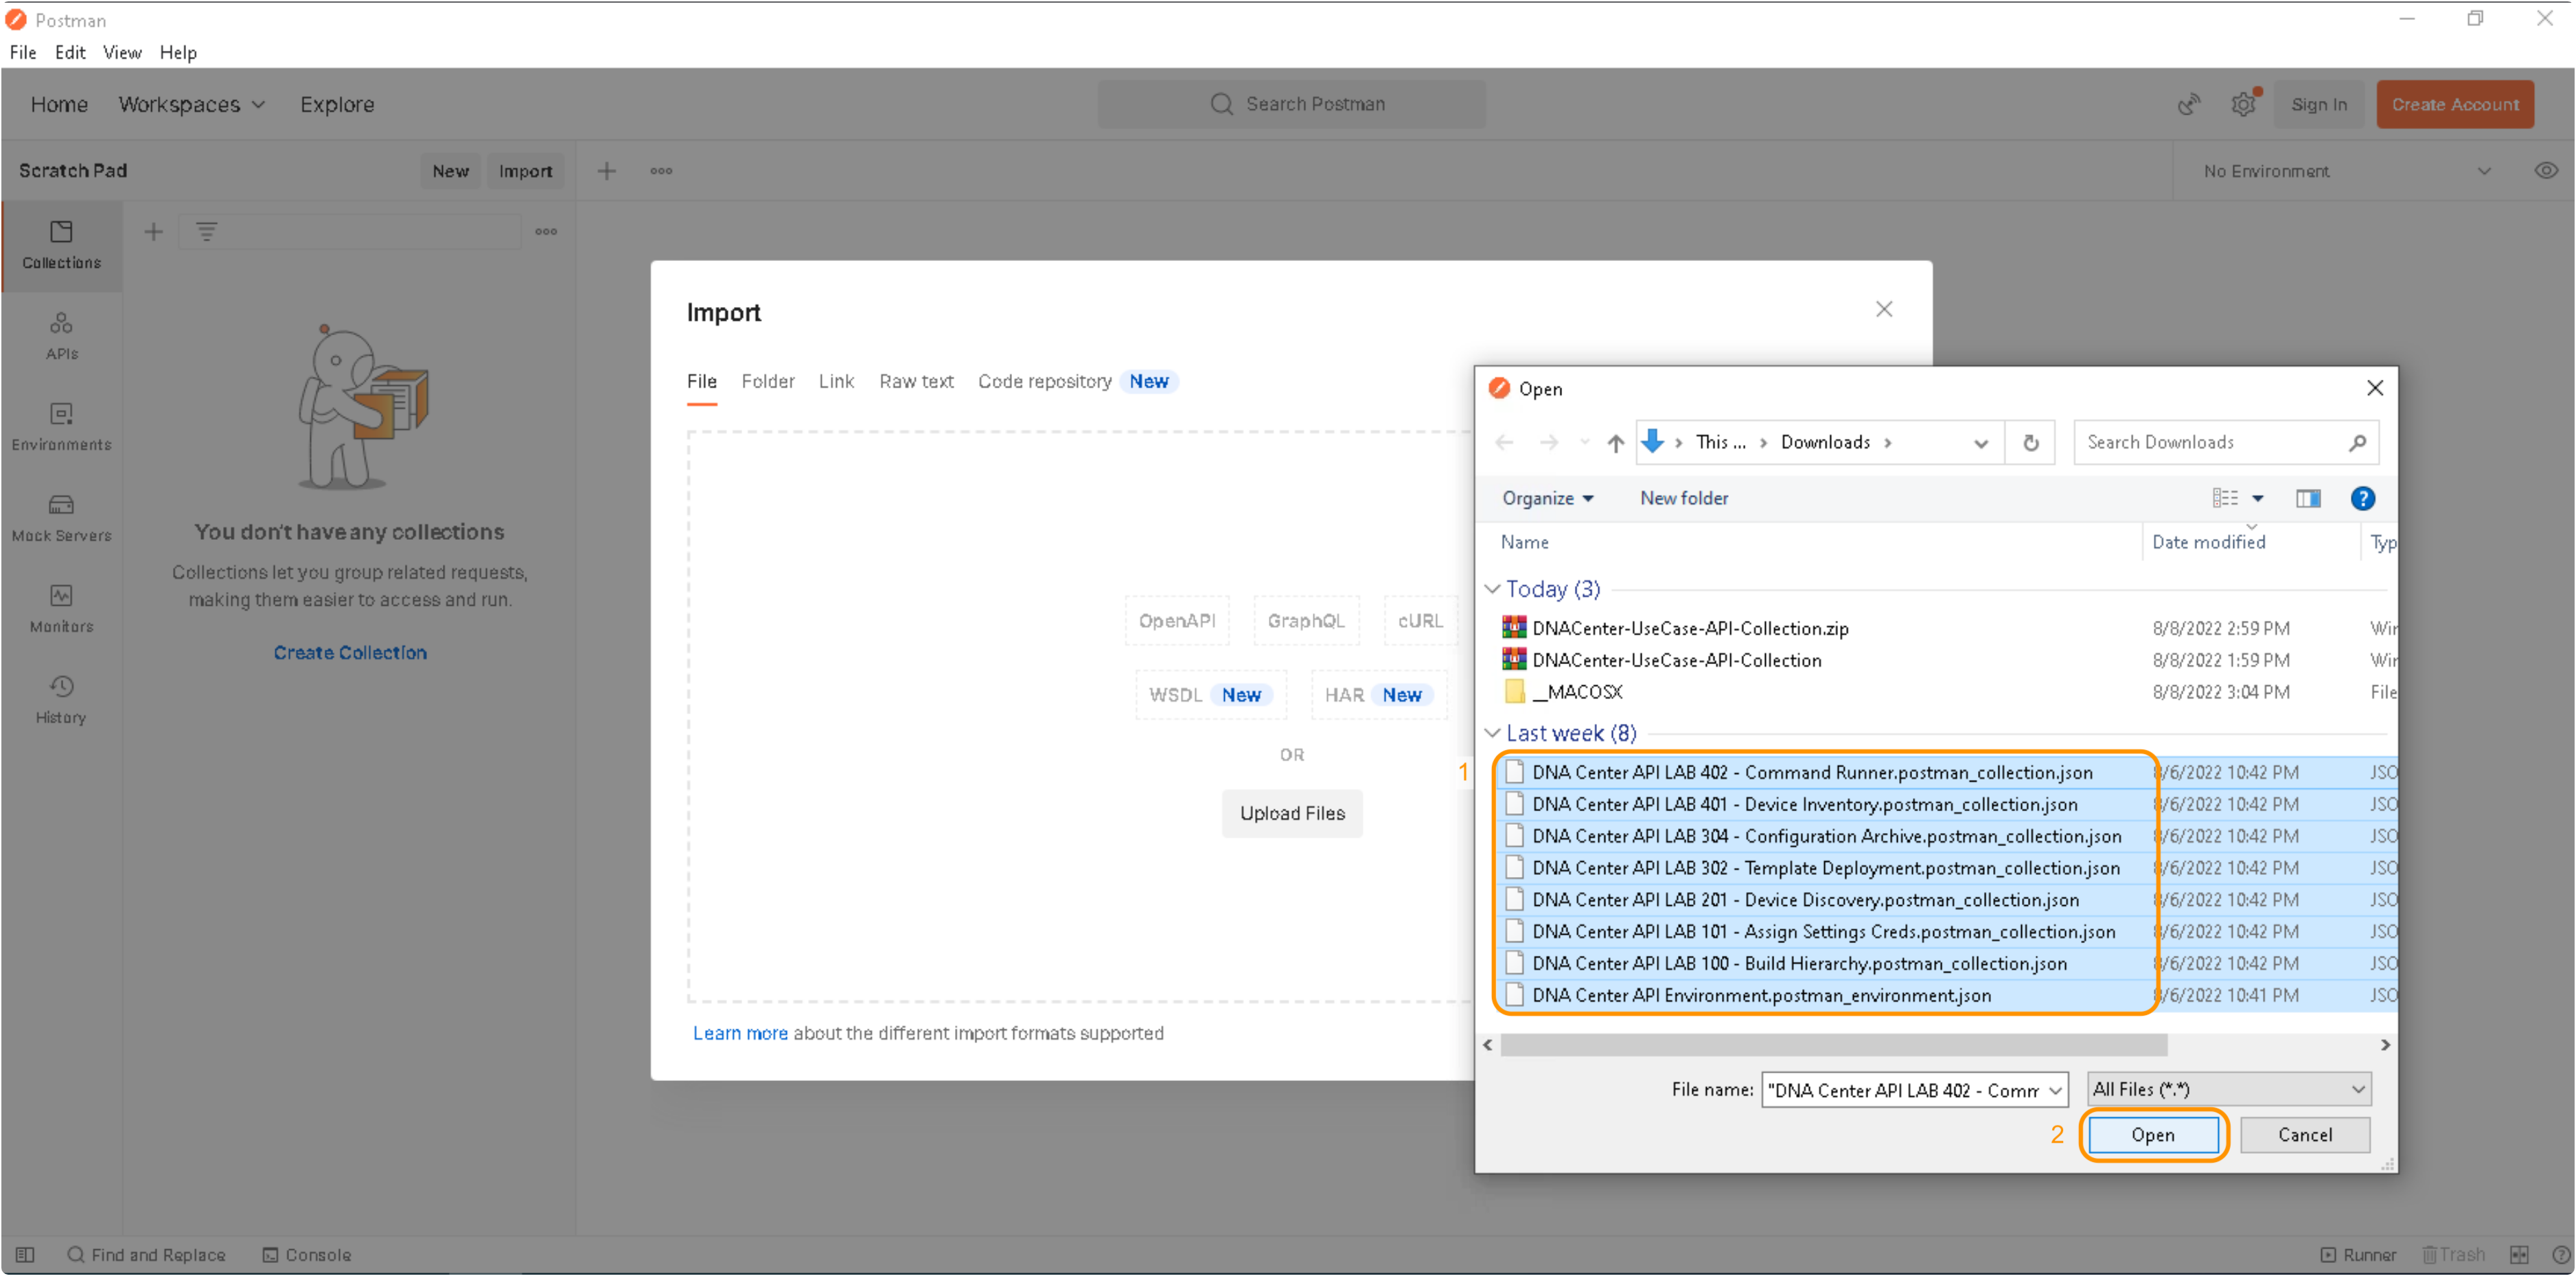 Postman
File Edit View Help
Home Workspaces Explore Search Postman Sign In Create Account
Scratch Pad New Import No Environment
Collections
APIs
Environments
Mock Servers
Monitors
History
You don't have any collections
Collections let you group related requests,
making them easier to access and run.
Create Collection
Import
File Folder Link Raw text Code repository New
OpenAPI GraphQL cURL
WSDL New HAR New
OR
Upload Files
Learn more about the different import formats supported
Open
This ... Downloads Search Downloads
Organize New folder
Name Date modified Typ
Today (3)
DNACenter-UseCase-API-Collection.zip 8/8/2022 2:59 PM Wir
DNACenter-UseCase-API-Collection 8/8/2022 1:59 PM Wir
__MACOSX 8/8/2022 3:04 PM File
Last week (8)
1
DNA Center API LAB 402 - Command Runner.postman_collection.json 8/6/2022 10:42 PM JSO
DNA Center API LAB 401 - Device Inventory.postman_collection.json 8/6/2022 10:42 PM JSO
DNA Center API LAB 304 - Configuration Archive.postman_collection.json 8/6/2022 10:42 PM JSO
DNA Center API LAB 302 - Template Deployment.postman_collection.json 8/6/2022 10:42 PM JSO
DNA Center API LAB 201 - Device Discovery.postman_collection.json 8/6/2022 10:42 PM JSO
DNA Center API LAB 101 - Assign Settings Creds.postman_collection.json 8/6/2022 10:42 PM JSO
DNA Center API LAB 100 - Build Hierarchy.postman_collection.json 8/6/2022 10:42 PM JSO
DNA Center API Environment.postman_environment.json 8/6/2022 10:41 PM JSO
File name: "DNA Center API LAB 402 - Comm All Files (*.*)
2 Open Cancel
Find and Replace Console Runner Trash